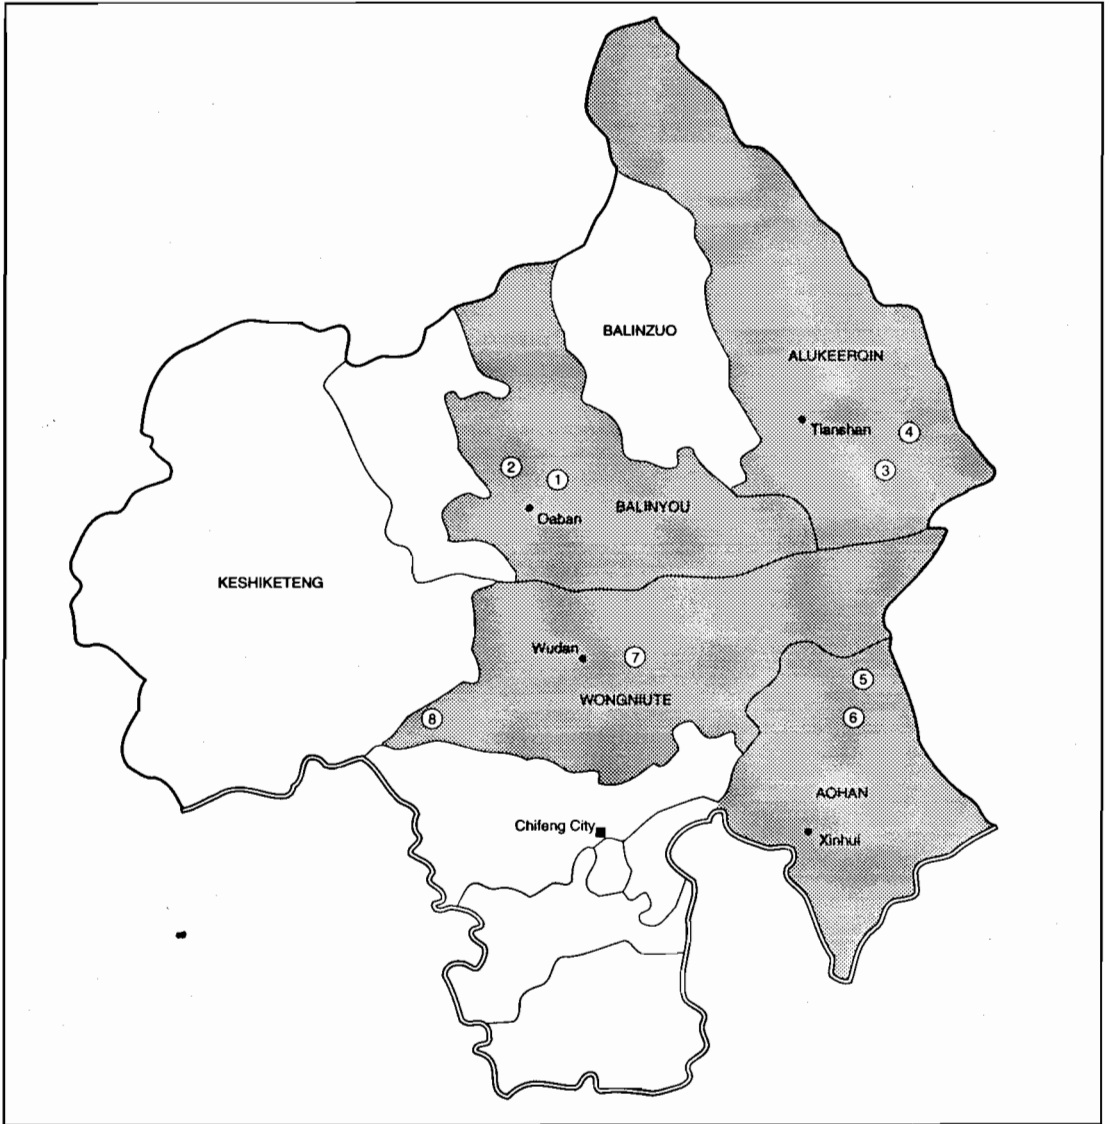 BALINZUO
ALUKEERQIN
Tianshan
4
3
2
1
BALINYOU
Daban
KESHIKETENG
Wudan
7
WONGNIUTE
5
6
8
AOHAN
Chifeng City
Xinhui